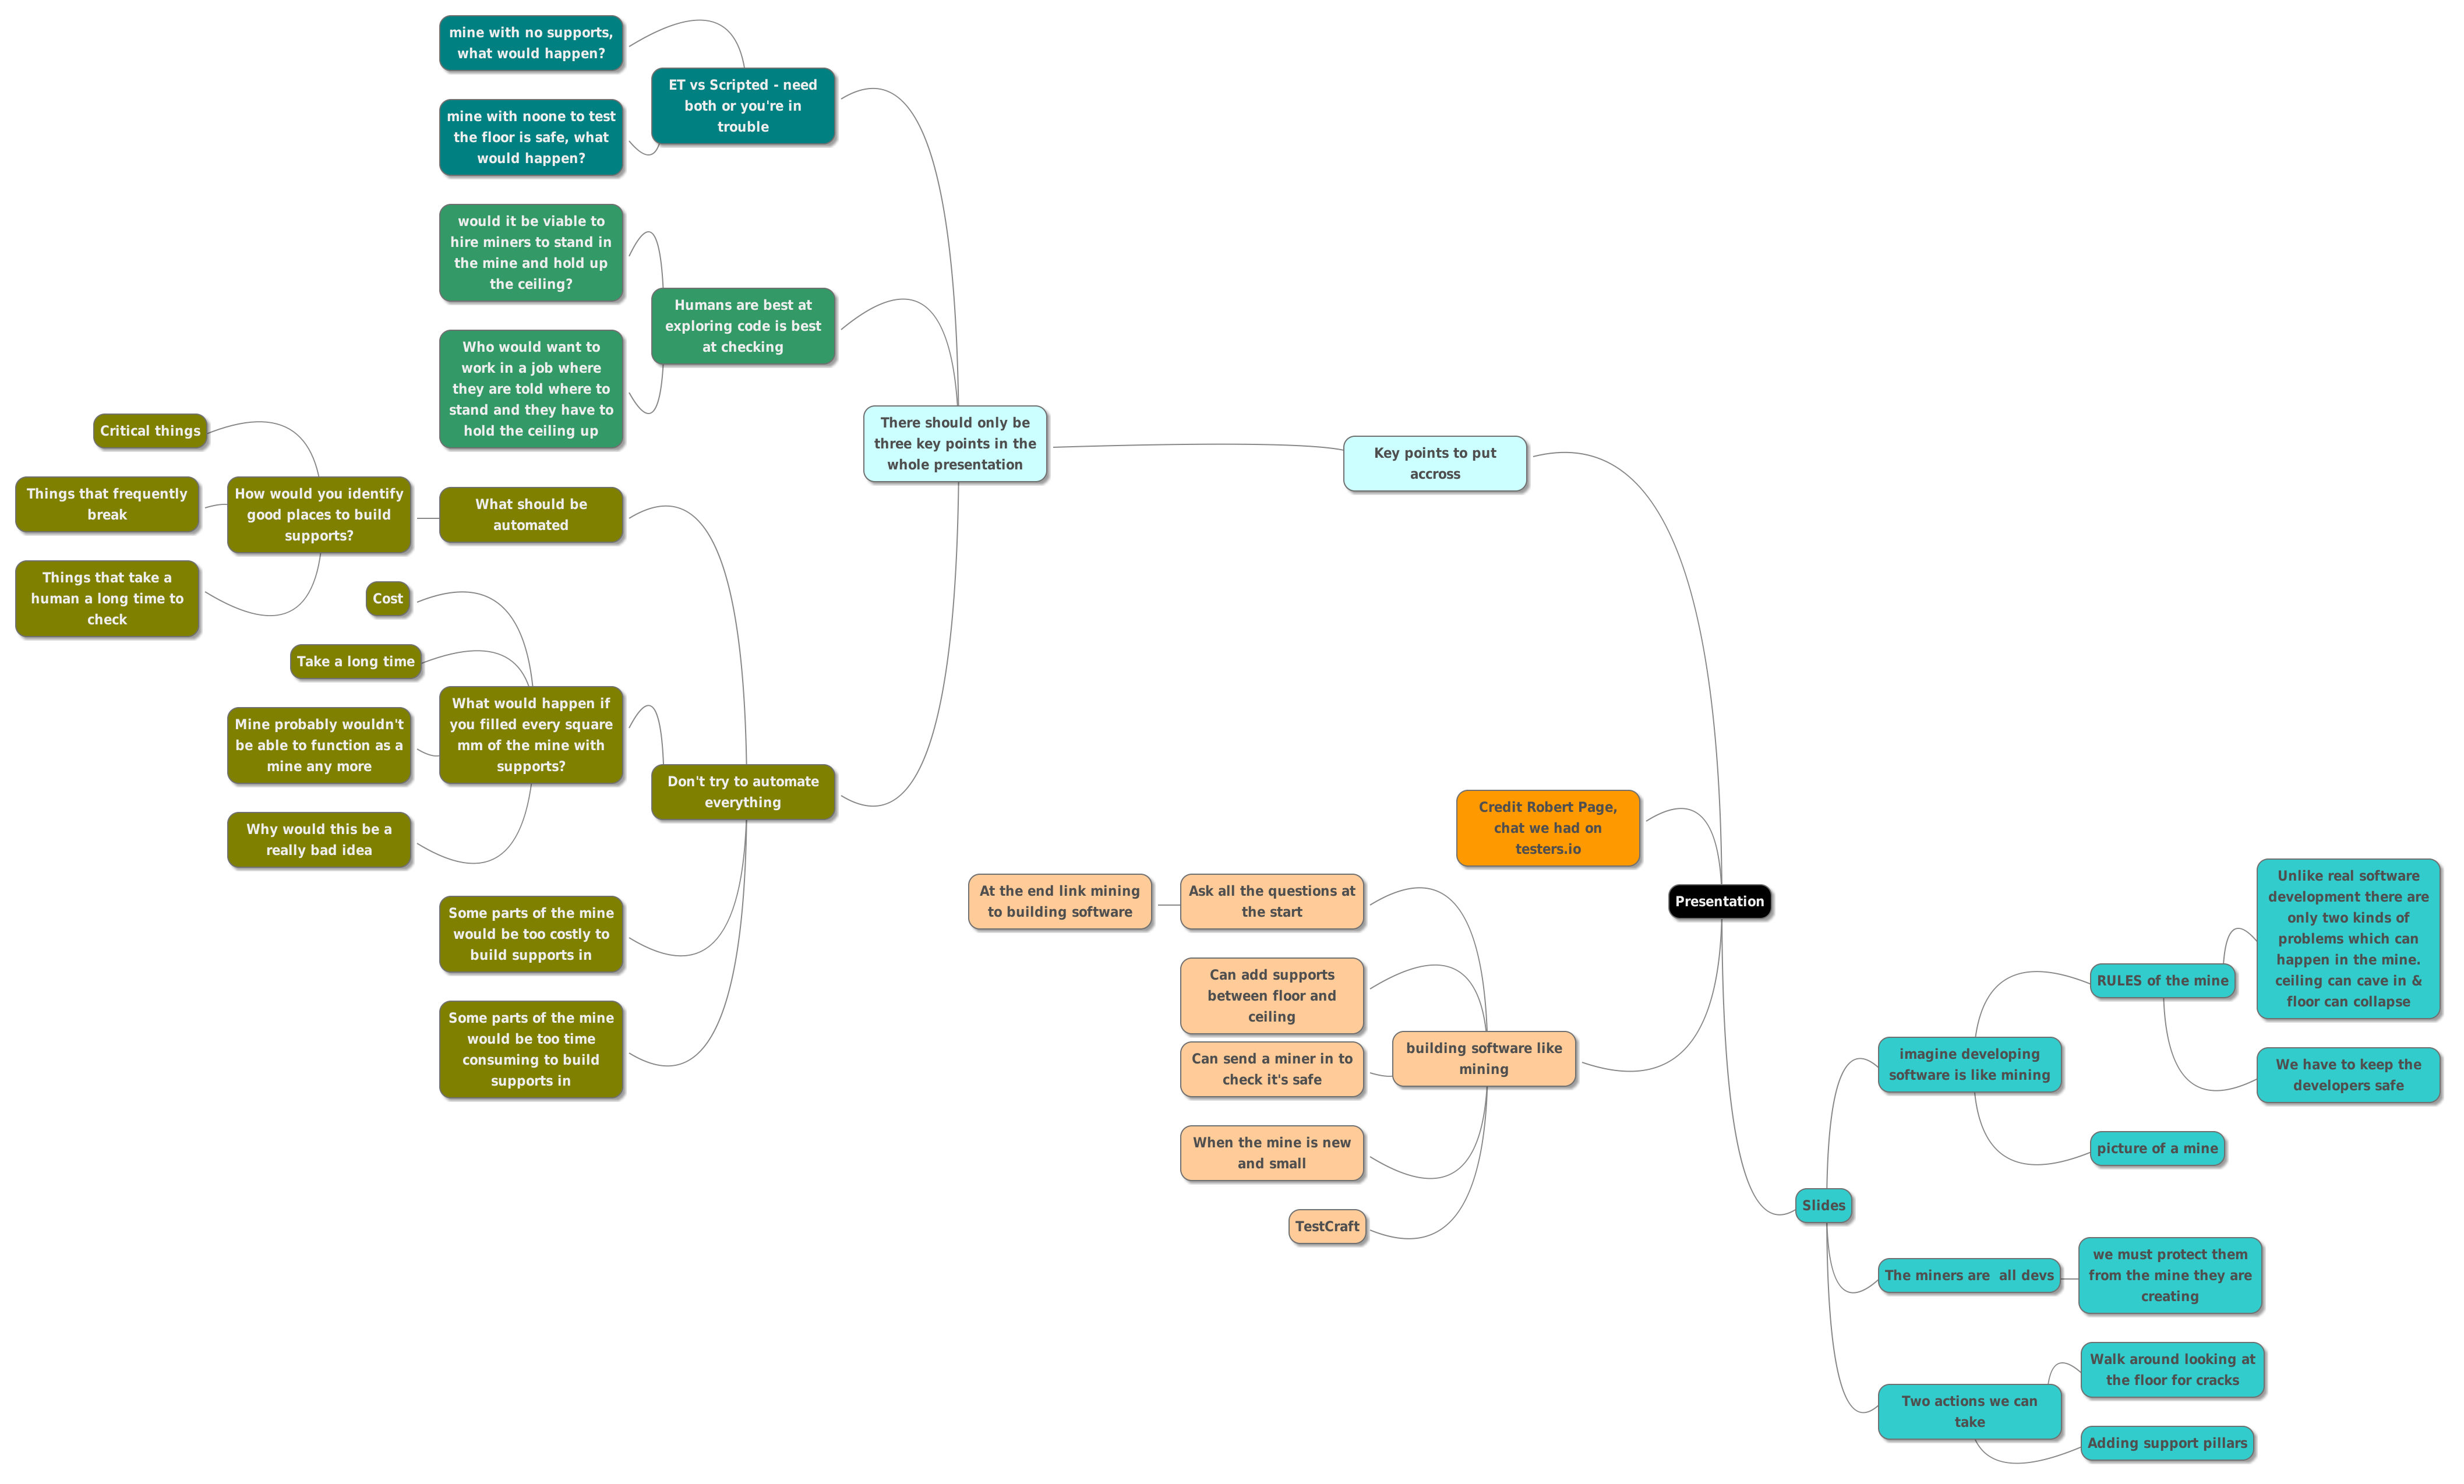 mine with no supports,
what would happen?
ET vs Scripted - need
both or you're in
trouble
mine with noone to test
the floor is safe, what
would happen?
would it be viable to
hire miners to stand in
the mine and hold up
the ceiling?
Humans are best at
exploring code is best
at checking
Who would want to
work in a job where
they are told where to
stand and they have to
hold the ceiling up
There should only be
three key points in the
whole presentation
Key points to put
accross
Critical things
Things that frequently
break
How would you identify
good places to build
supports?
What should be
automated
Things that take a
human a long time to
check
Cost
Take a long time
What would happen if
you filled every square
mm of the mine with
supports?
Mine probably wouldn't
be able to function as a
mine any more
Don't try to automate
everything
Why would this be a
really bad idea
Some parts of the mine
would be too costly to
build supports in
Some parts of the mine
would be too time
consuming to build
supports in
Credit Robert Page,
chat we had on
testers.io
Presentation
At the end link mining
to building software
Ask all the questions at
the start
Can add supports
between floor and
ceiling
Can send a miner in to
check it's safe
building software like
mining
When the mine is new
and small
TestCraft
Unlike real software
development there are
only two kinds of
problems which can
happen in the mine.
ceiling can cave in &
floor can collapse
RULES of the mine
imagine developing
software is like mining
We have to keep the
developers safe
picture of a mine
Slides
The miners are  all devs
we must protect them
from the mine they are
creating
Walk around looking at
the floor for cracks
Two actions we can
take
Adding support pillars